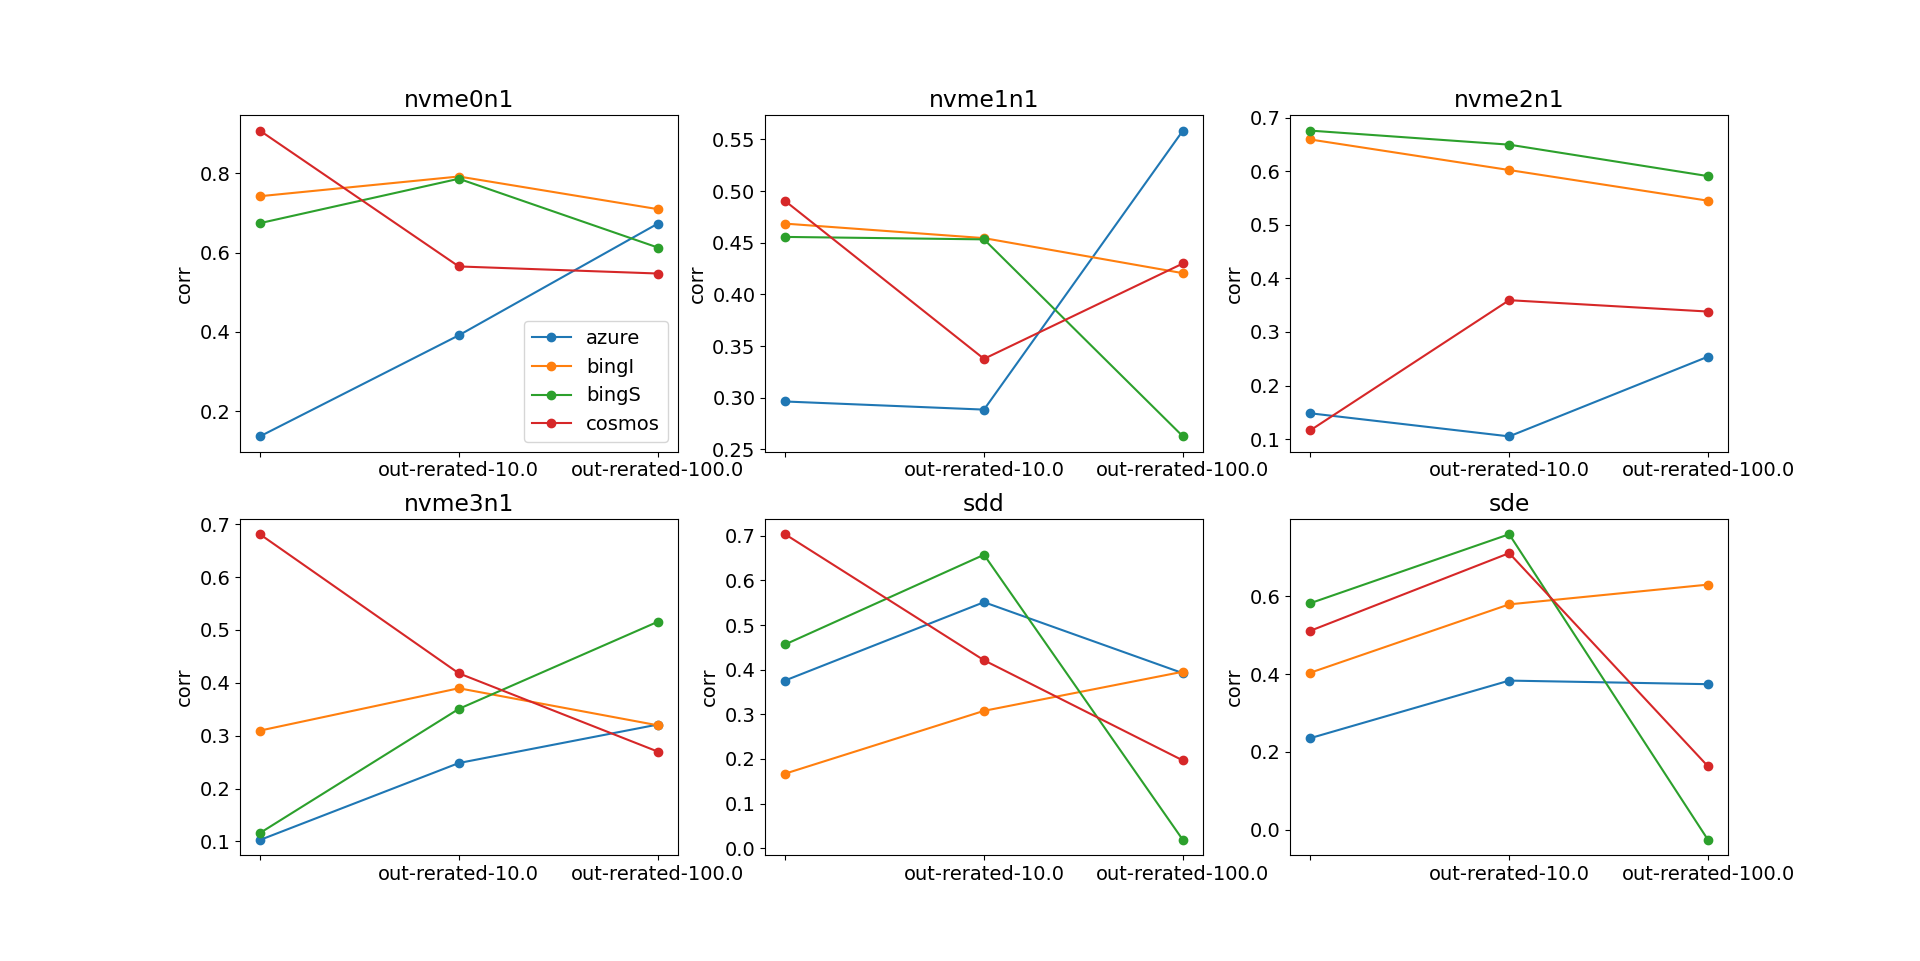 nvme0n1
corr
0.8
0.6
0.4
0.2
azure
bingI
bingS
cosmos
out-rerated-10.0
out-rerated-100.0
nvme1n1
corr
0.55
0.50
0.45
0.40
0.35
0.30
0.25
out-rerated-10.0
out-rerated-100.0
nvme2n1
corr
0.7
0.6
0.5
0.4
0.3
0.2
0.1
out-rerated-10.0
out-rerated-100.0
nvme3n1
corr
0.7
0.6
0.5
0.4
0.3
0.2
0.1
out-rerated-10.0
out-rerated-100.0
sdd
corr
0.7
0.6
0.5
0.4
0.3
0.2
0.1
0.0
out-rerated-10.0
out-rerated-100.0
sde
corr
0.6
0.4
0.2
0.0
out-rerated-10.0
out-rerated-100.0